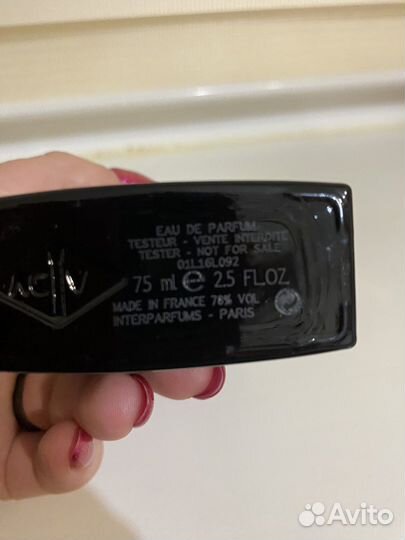 EAU DE PARFUM
TESTEUR - VENTE INTERDITE
TESTER - NOT FOR SALE
01L16L092
75 ml e 2.5 FL.OZ
MADE IN FRANCE 78% VOL.
INTERPARFUMS - PARIS
Avito